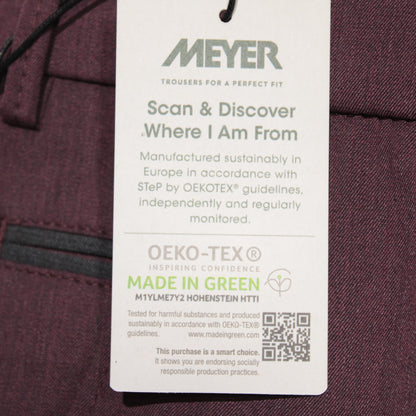 MEYER
TROUSERS FOR A PERFECT FIT
Scan & Discover
Where I Am From
Manufactured sustainably in
Europe in accordance with
STeP by OEKOTEX® guidelines,
independently and regularly
monitored.
OEKO-TEX®
INSPIRING CONFIDENCE
MADE IN GREEN
M1YLME7Y2 HOHENSTEIN HTTI
Tested for harmful substances and produced
sustainably in accordance with OEKO-TEX®
guidelines. www.madeingreen.com
This purchase is a smart choice.
It shows you are endorsing socially
responsible production practices.